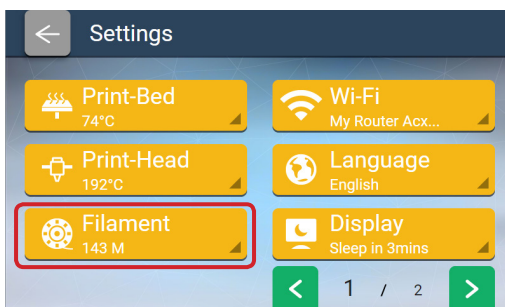 Settings
Print-Bed
74°C
Wi-Fi
My Router Acx...
Print-Head
192°C
Language
English
Filament
143 M
Display
Sleep in 3mins
1 / 2